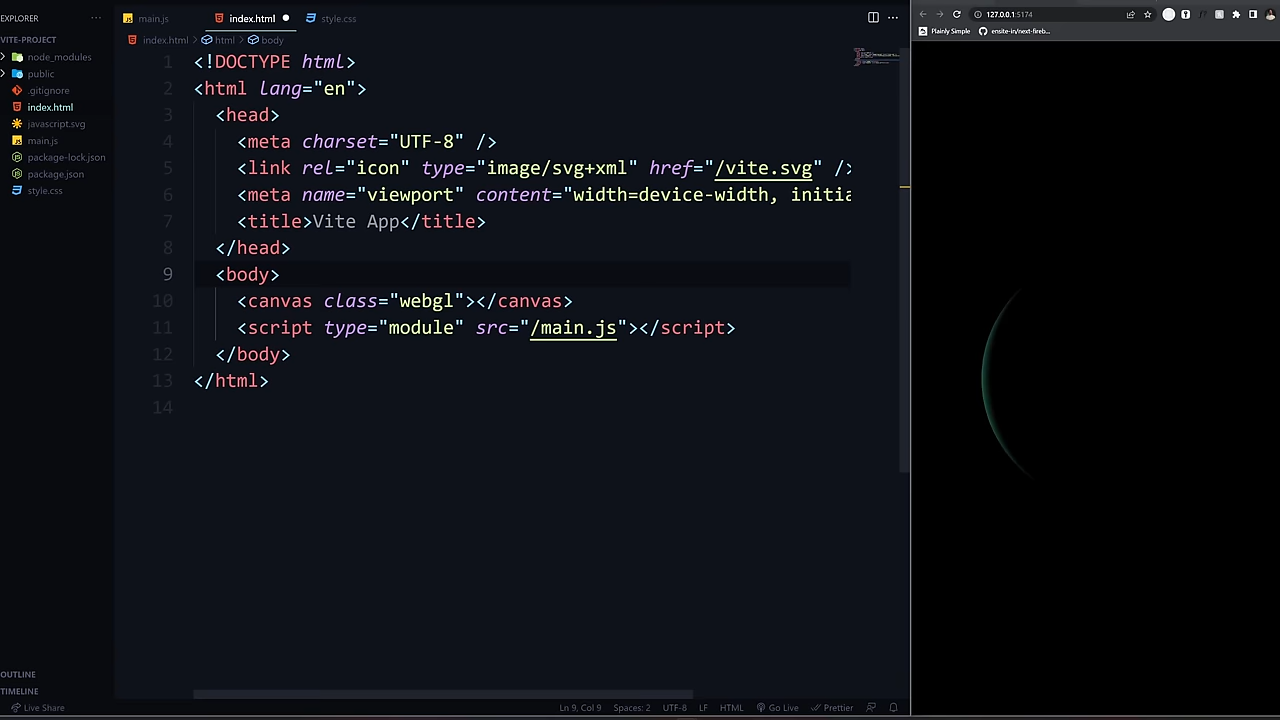 EXPLORER
VITE-PROJECT
node_modules
public
.gitignore
index.html
javascript.svg
main.js
package-lock.json
package.json
style.css
OUTLINE
TIMELINE
main.js
index.html
style.css
index.html > html > body
1 <!DOCTYPE html>
2 <html lang="en">
3 <head>
4 <meta charset="UTF-8" />
5 <link rel="icon" type="image/svg+xml" href="/vite.svg" />
6 <meta name="viewport" content="width=device-width, initia
7 <title>Vite App</title>
8 </head>
9 <body>
10 <canvas class="webgl"></canvas>
11 <script type="module" src="/main.js"></script>
12 </body>
13 </html>
14
Live Share
Ln 9, Col 9 Spaces: 2 UTF-8 LF HTML Go Live Prettier
127.0.0.1:5174
Plainly Simple
ensite-in/next-fireb...